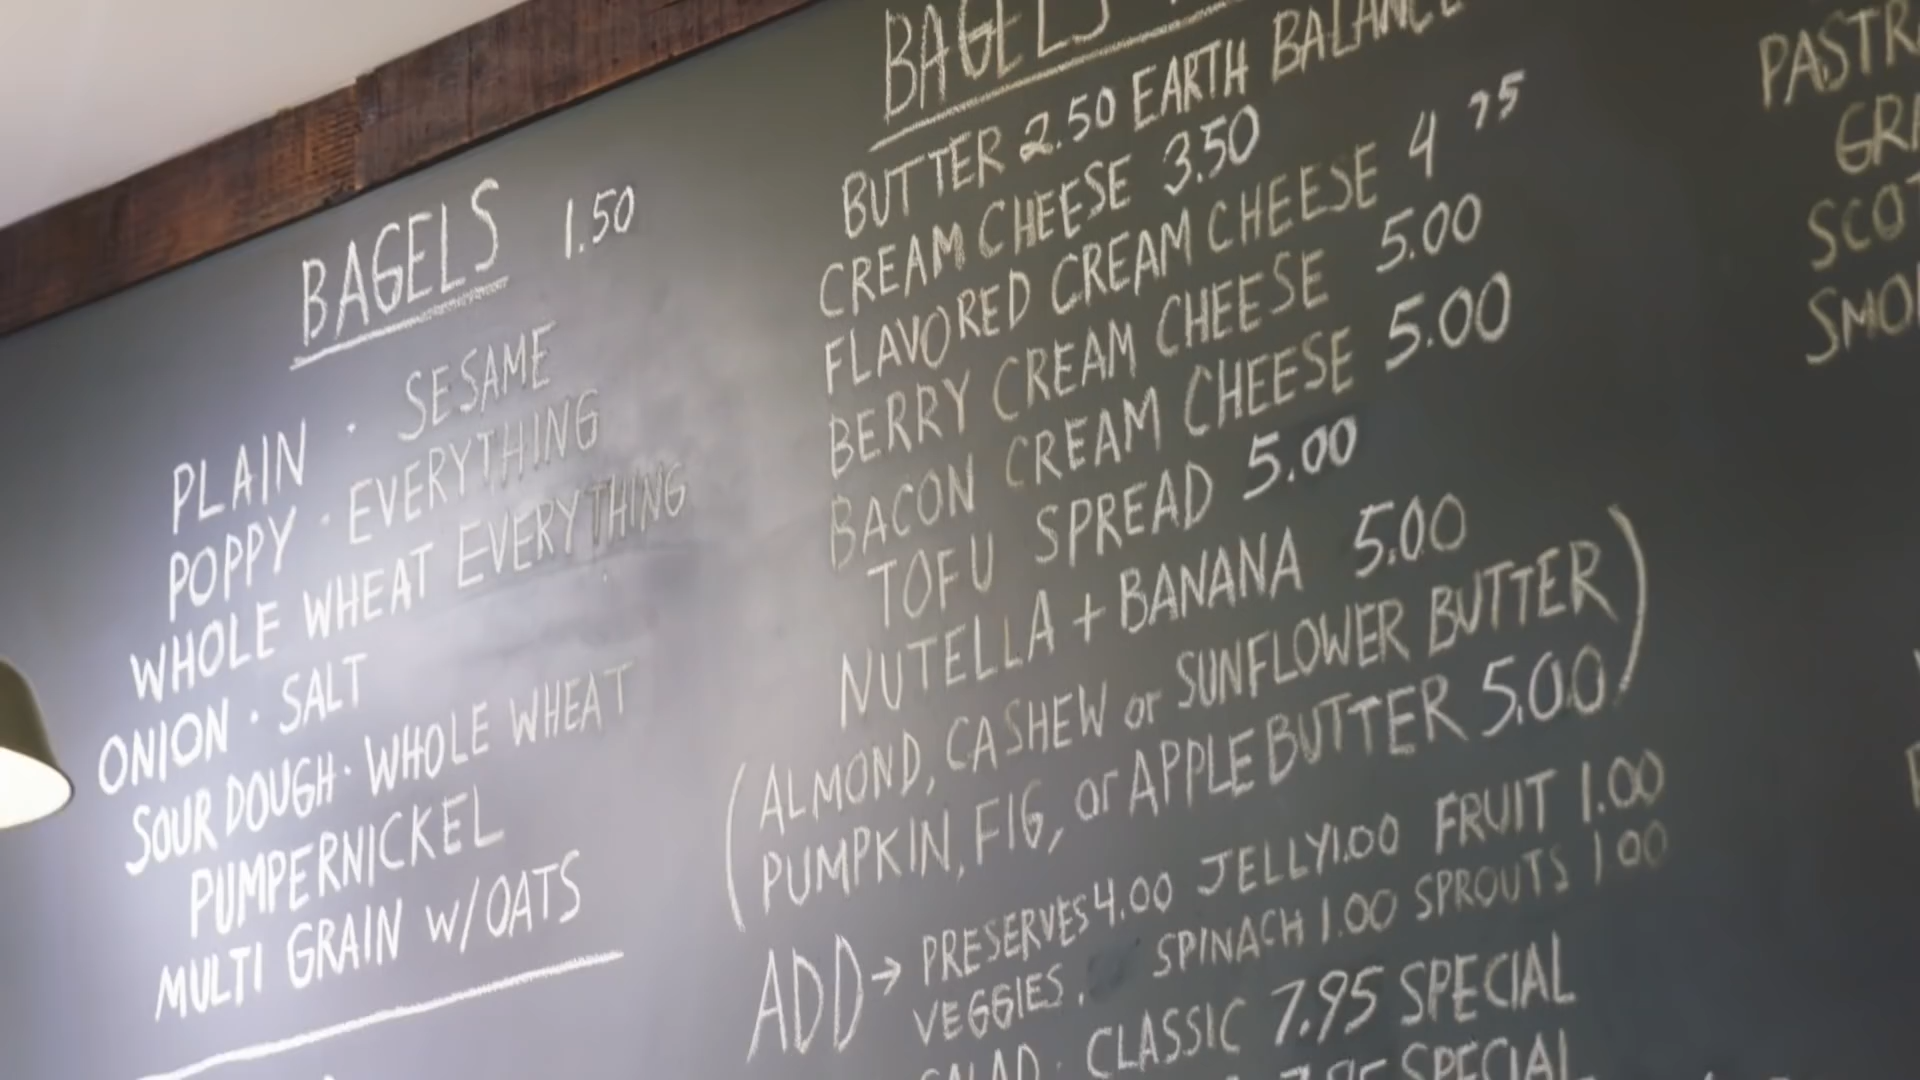 BAGELS 1.50
PLAIN · SESAME
POPPY · EVERYTHING
WHOLE WHEAT EVERYTHING
ONION · SALT
SOUR DOUGH · WHOLE WHEAT
PUMPERNICKEL
MULTI GRAIN W/OATS
BAGELS
BUTTER 2.50 EARTH BALANCE
CREAM CHEESE 3.50
FLAVORED CREAM CHEESE 4 75
BERRY CREAM CHEESE 5.00
BACON CREAM CHEESE 5.00
TOFU SPREAD 5.00
NUTELLA + BANANA 5.00
(ALMOND, CASHEW or SUNFLOWER BUTTER)
PUMPKIN, FIG, or APPLE BUTTER 5.00
ADD → PRESERVES 4.00 JELLY 1.00 FRUIT 1.00
VEGGIES. SPINACH 1.00 SPROUTS 1 00
SALAD · CLASSIC 7.95 SPECIAL
SPECIAL